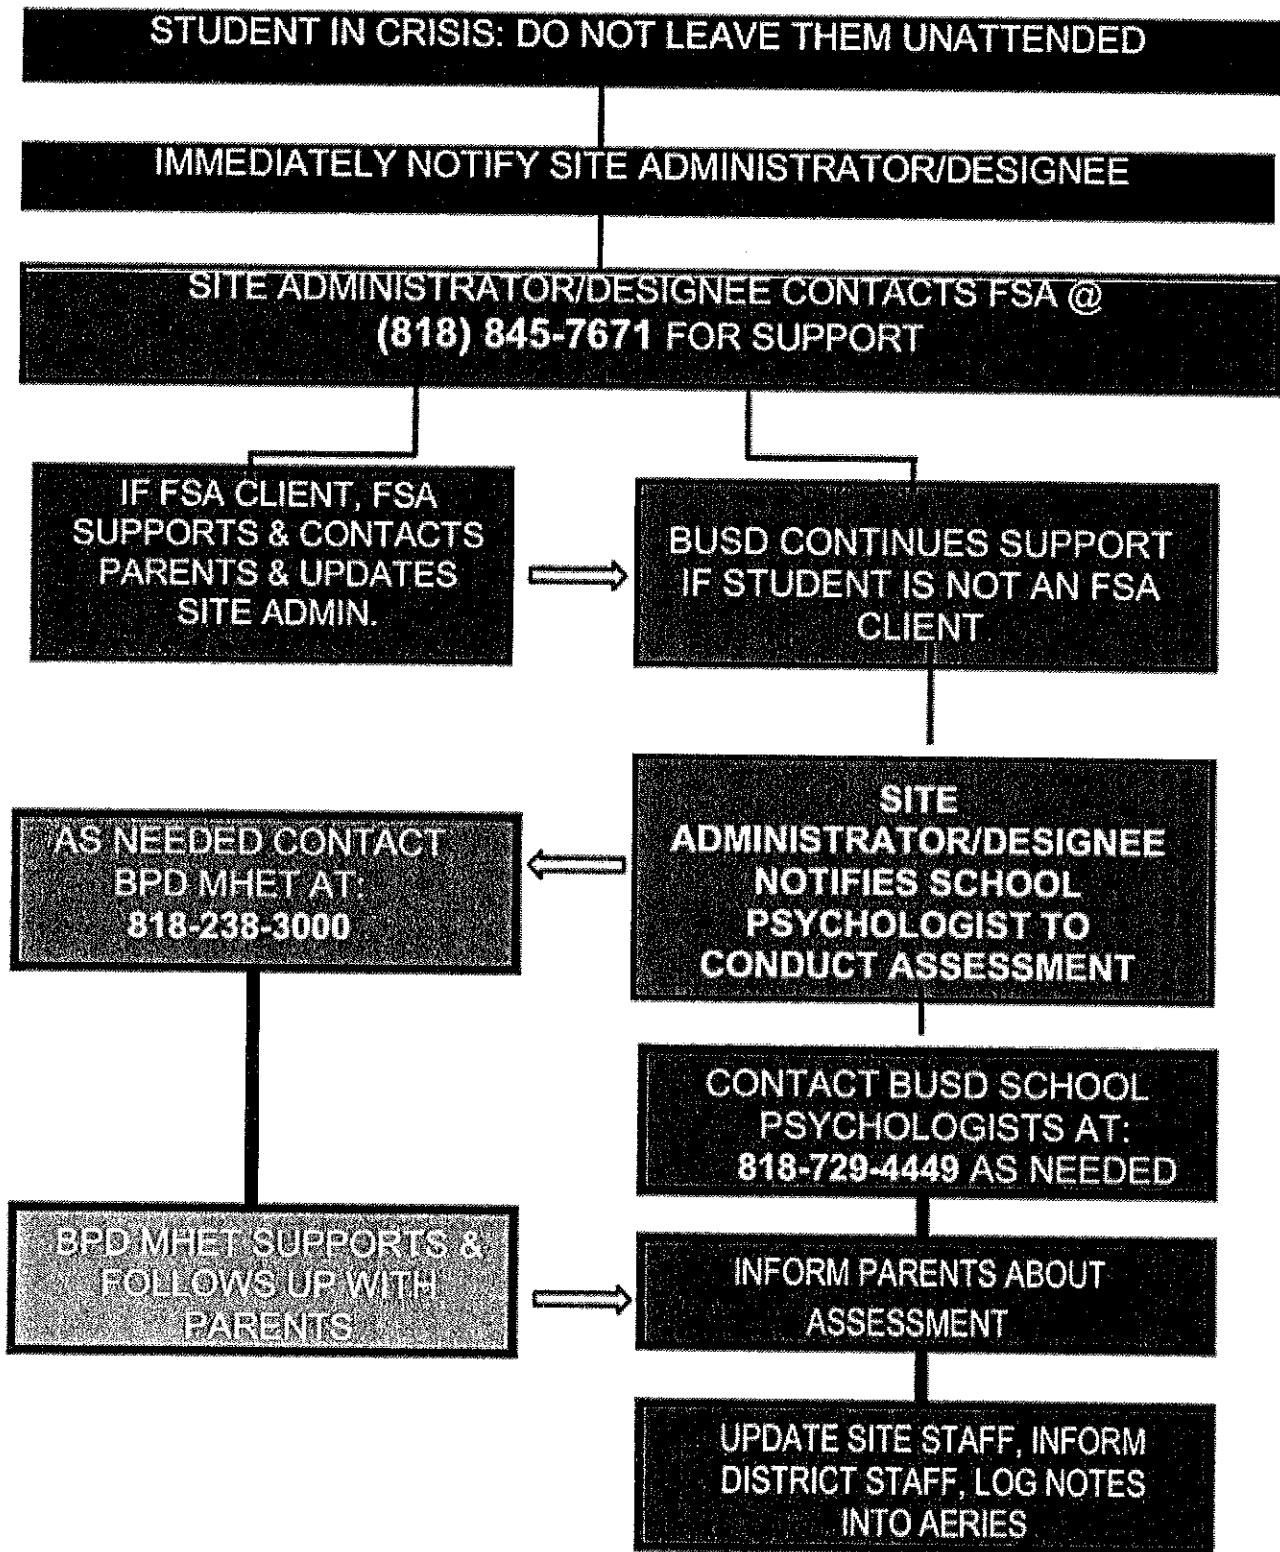 STUDENT IN CRISIS: DO NOT LEAVE THEM UNATTENDED
IMMEDIATELY NOTIFY SITE ADMINISTRATOR/DESIGNEE
SITE ADMINISTRATOR/DESIGNEE CONTACTS FSA @
(818) 845-7671 FOR SUPPORT
IF FSA CLIENT, FSA
SUPPORTS & CONTACTS
PARENTS & UPDATES
SITE ADMIN.
BUSD CONTINUES SUPPORT
IF STUDENT IS NOT AN FSA
CLIENT
SITE
ADMINISTRATOR/DESIGNEE
NOTIFIES SCHOOL
PSYCHOLOGIST TO
CONDUCT ASSESSMENT
AS NEEDED CONTACT
BPD MHET AT:
818-238-3000
CONTACT BUSD SCHOOL
PSYCHOLOGISTS AT:
818-729-4449 AS NEEDED
BPD MHET SUPPORTS &
FOLLOWS UP WITH
PARENTS
INFORM PARENTS ABOUT
ASSESSMENT
UPDATE SITE STAFF, INFORM
DISTRICT STAFF, LOG NOTES
INTO AERIES